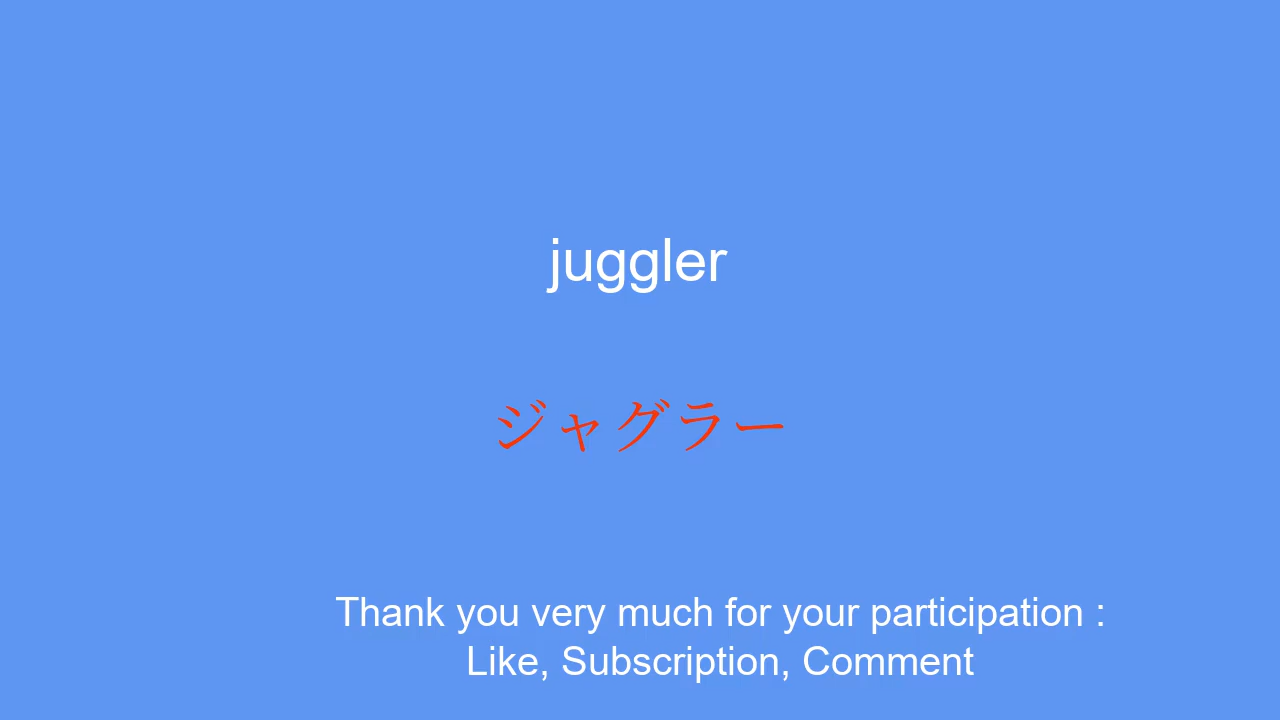 juggler
ジャグラー
Thank you very much for your participation :
Like, Subscription, Comment